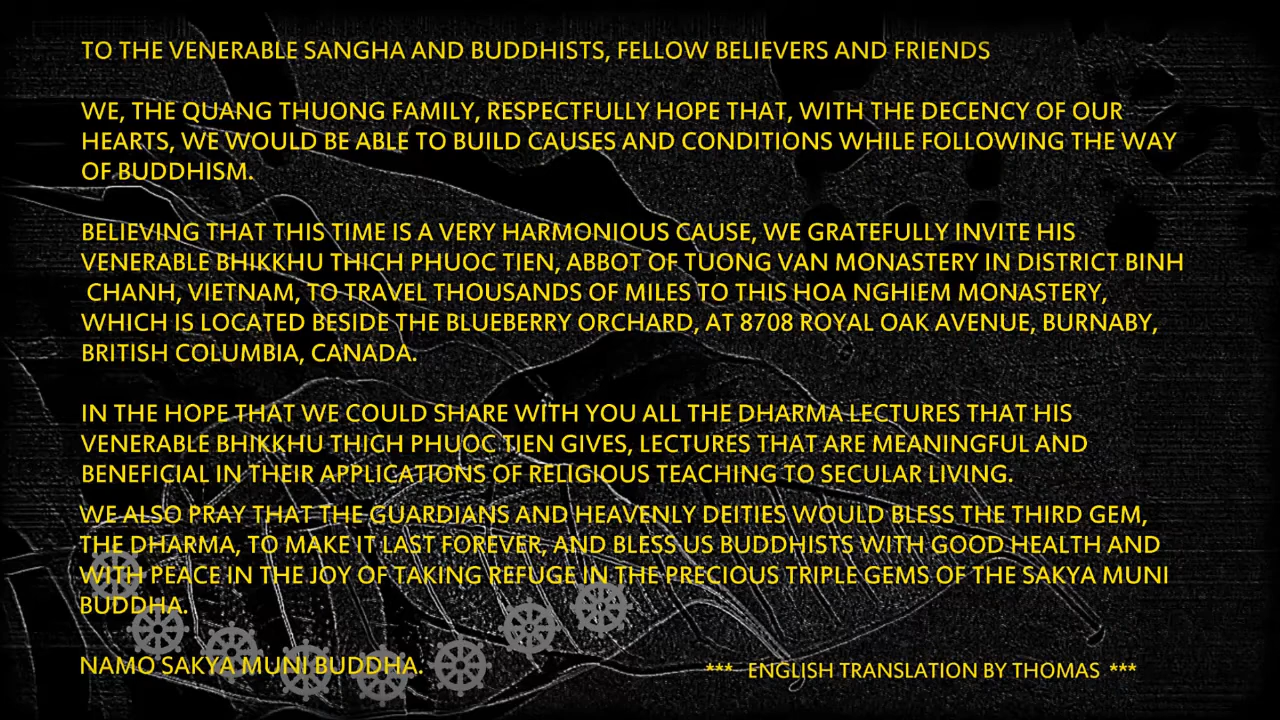 TO THE VENERABLE SANGHA AND BUDDHISTS, FELLOW BELIEVERS AND FRIENDS
WE, THE QUANG THUONG FAMILY, RESPECTFULLY HOPE THAT, WITH THE DECENCY OF OUR
HEARTS, WE WOULD BE ABLE TO BUILD CAUSES AND CONDITIONS WHILE FOLLOWING THE WAY
OF BUDDHISM.
BELIEVING THAT THIS TIME IS A VERY HARMONIOUS CAUSE, WE GRATEFULLY INVITE HIS
VENERABLE BHIKKHU THICH PHUOC TIEN, ABBOT OF TUONG VAN MONASTERY IN DISTRICT BINH
CHANH, VIETNAM, TO TRAVEL THOUSANDS OF MILES TO THIS HOA NGHIEM MONASTERY,
WHICH IS LOCATED BESIDE THE BLUEBERRY ORCHARD, AT 8708 ROYAL OAK AVENUE, BURNABY,
BRITISH COLUMBIA, CANADA.
IN THE HOPE THAT WE COULD SHARE WITH YOU ALL THE DHARMA LECTURES THAT HIS
VENERABLE BHIKKHU THICH PHUOC TIEN GIVES, LECTURES THAT ARE MEANINGFUL AND
BENEFICIAL IN THEIR APPLICATIONS OF RELIGIOUS TEACHING TO SECULAR LIVING.
WE ALSO PRAY THAT THE GUARDIANS AND HEAVENLY DEITIES WOULD BLESS THE THIRD GEM,
THE DHARMA, TO MAKE IT LAST FOREVER, AND BLESS US BUDDHISTS WITH GOOD HEALTH AND
WITH PEACE IN THE JOY OF TAKING REFUGE IN THE PRECIOUS TRIPLE GEMS OF THE SAKYA MUNI
BUDDHA.
NAMO SAKYA MUNI BUDDHA.
*** ENGLISH TRANSLATION BY THOMAS ***